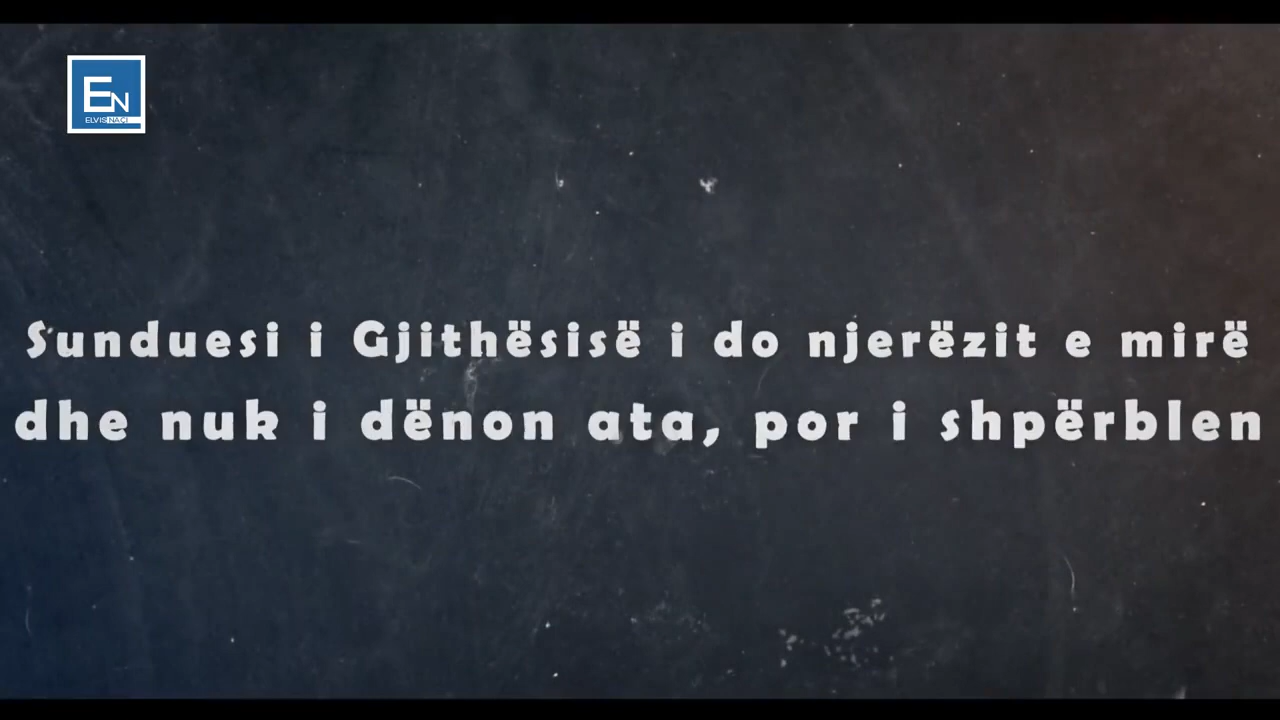 EN
ELVIS NAÇI
Sunduesi i Gjithësisë i do njerëzit e mirë
dhe nuk i dënon ata, por i shpërblen